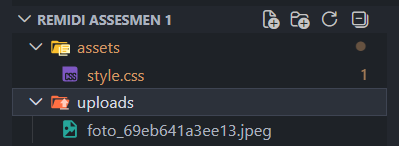 REMIDI ASSESMEN 1
assets
style.css 1
uploads
foto_69eb641a3ee13.jpeg